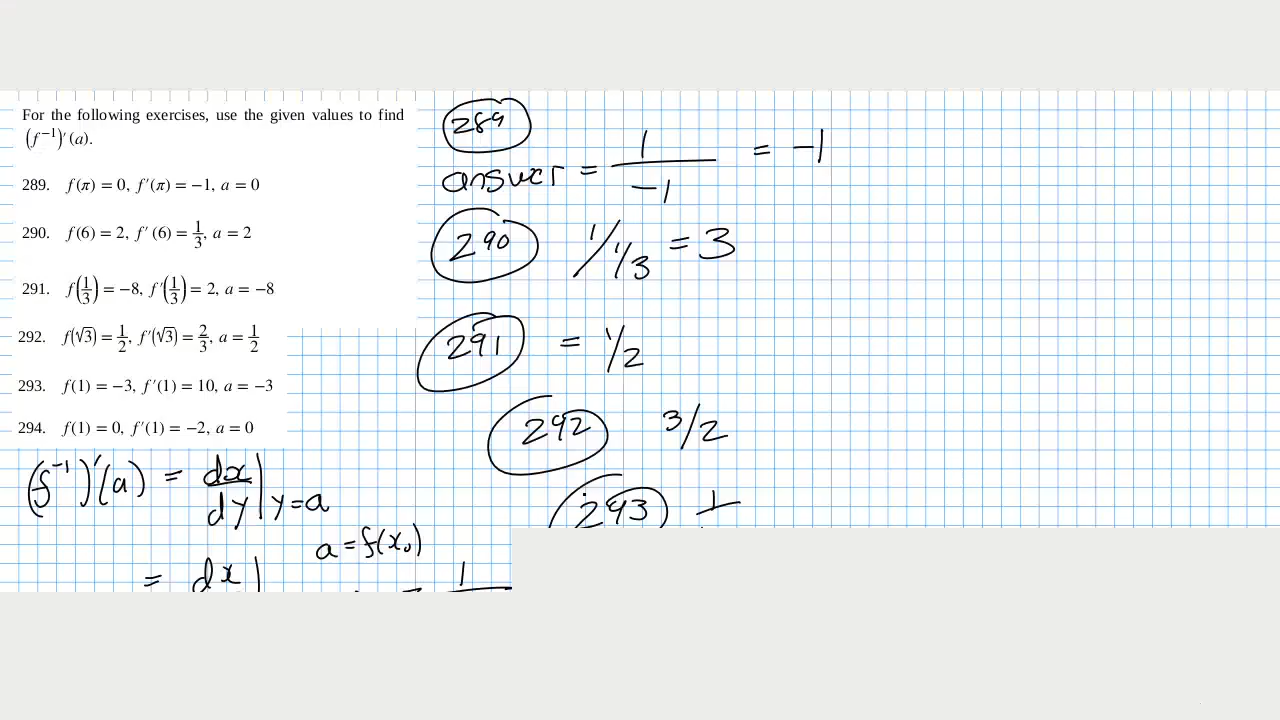 For the following exercises, use the given values to find
(f⁻¹)′(a).
289. f(π) = 0, f′(π) = −1, a = 0
290. f(6) = 2, f′(6) = 1/3, a = 2
291. f(1/3) = −8, f′(1/3) = 2, a = −8
292. f(√3) = 1/2, f′(√3) = 2/3, a = 1/2
293. f(1) = −3, f′(1) = 10, a = −3
294. f(1) = 0, f′(1) = −2, a = 0
(f⁻¹)′(a) = dx/dy | y=a
a = f(x₀)
= dx |
289
answer = 1/−1 = −1
290 1/1/3 = 3
291 = 1/2
292 3/2
293 1